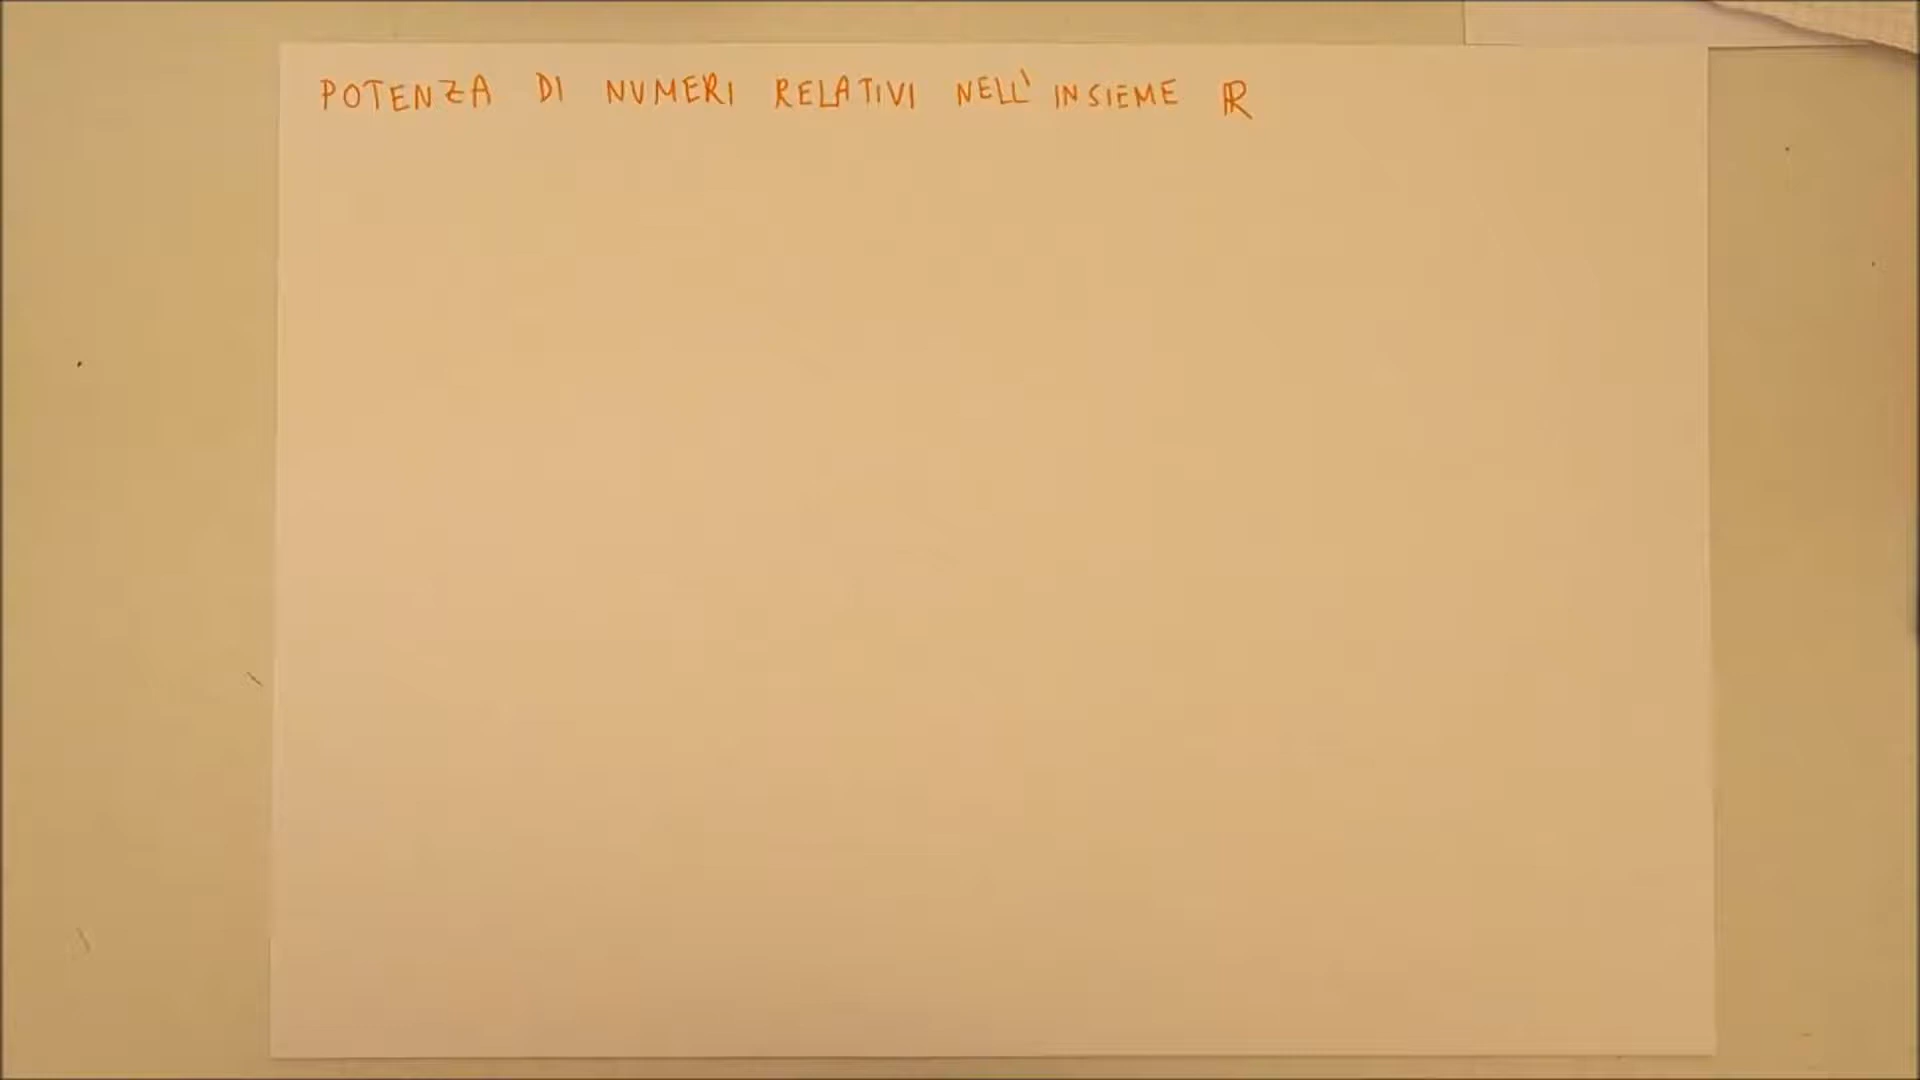 POTENZA DI NUMERI RELATIVI NELL' INSIEME ℝ